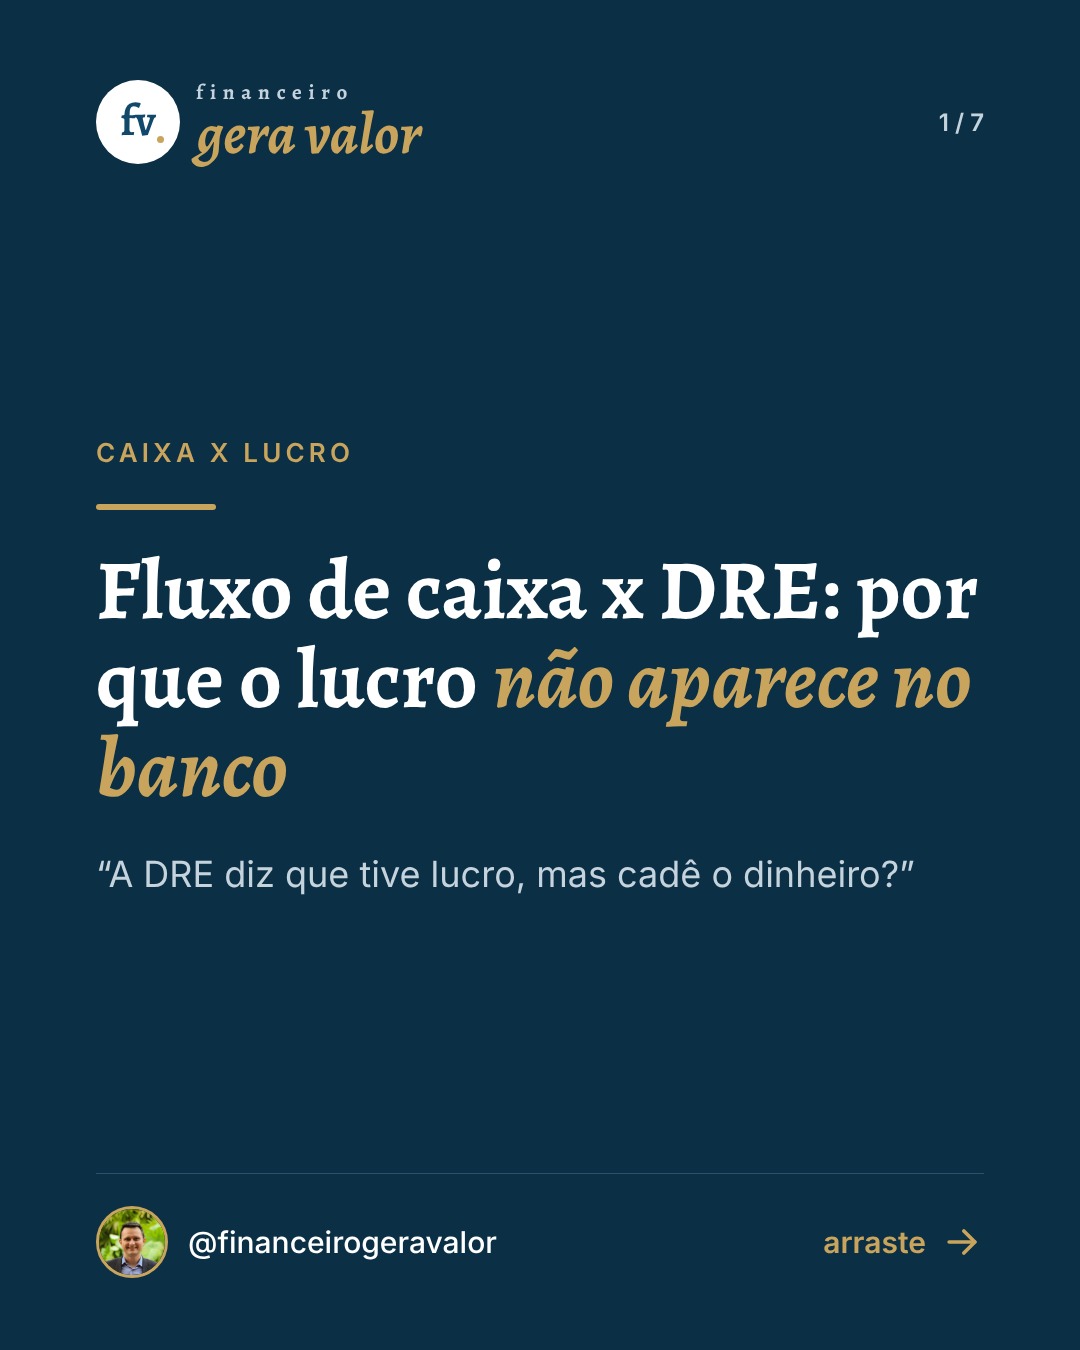 fv.
financeiro
gera valor
1/7
CAIXA X LUCRO
Fluxo de caixa x DRE: por
que o lucro não aparece no
banco
“A DRE diz que tive lucro, mas cadê o dinheiro?”
@financeirogeravalor
arraste →